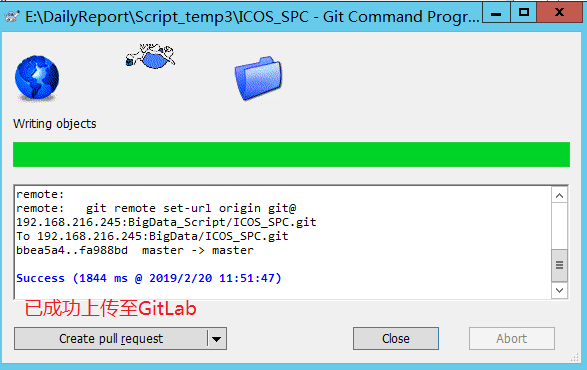 E:\DailyReport\Script_temp3\ICOS_SPC - Git Command Progr...
Writing objects
remote:
remote:   git remote set-url origin git@
192.168.216.245:BigData_Script/ICOS_SPC.git
To 192.168.216.245:BigData/ICOS_SPC.git
bbea5a4..fa988bd  master -> master
Success (1844 ms @ 2019/2/20 11:51:47)
已成功上传至GitLab
Create pull request
Close
Abort